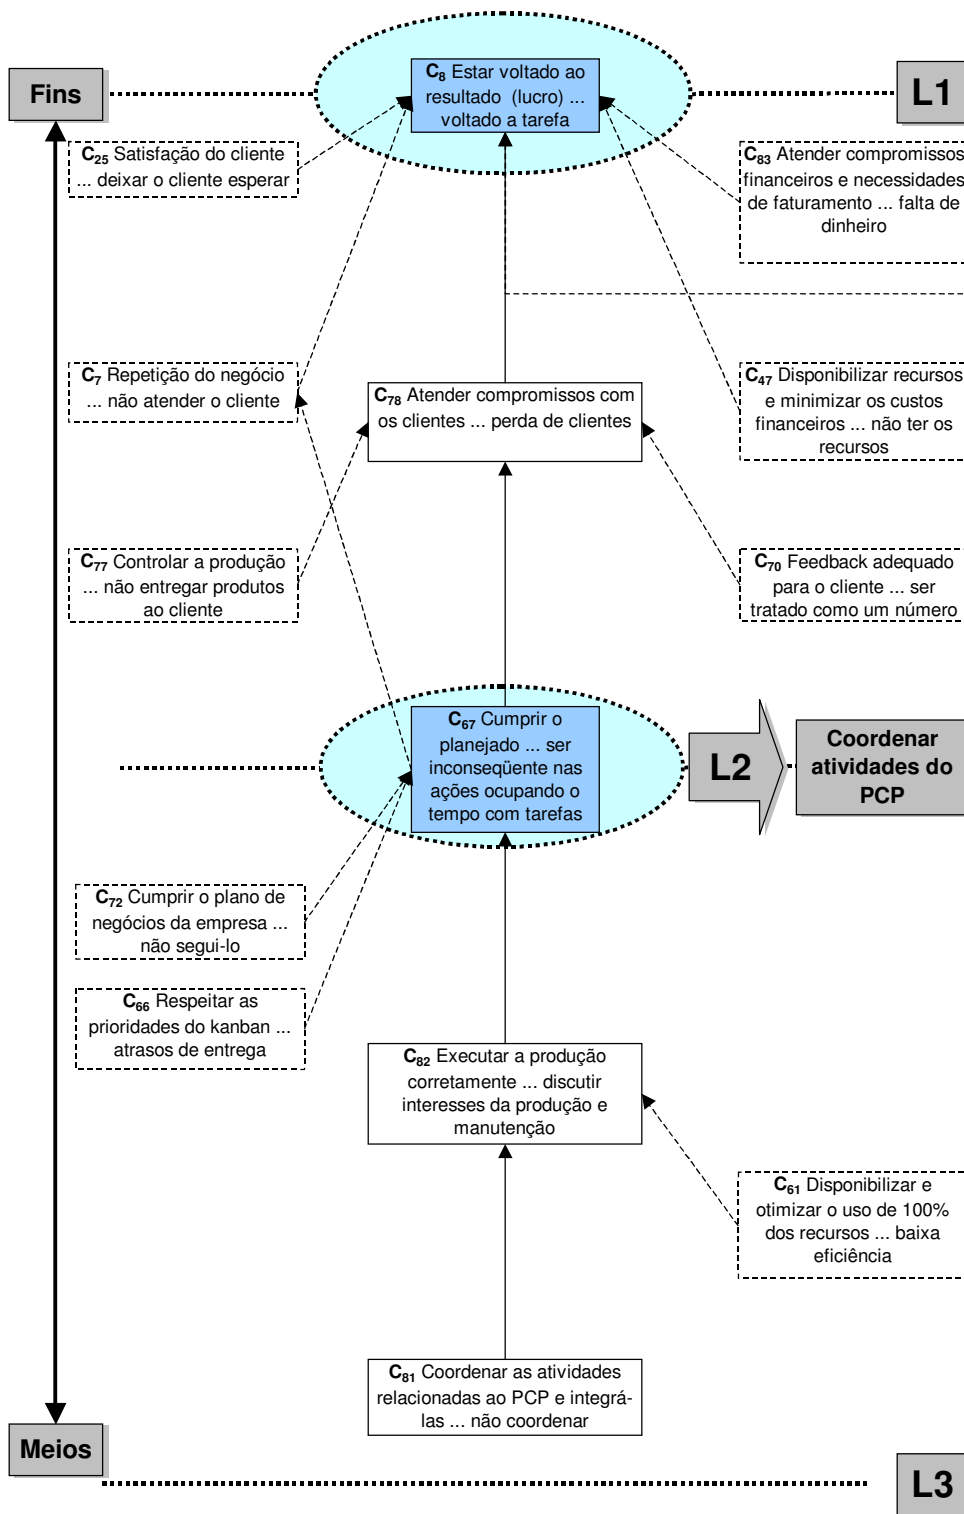 Fins
C8 Estar voltado ao
resultado (lucro) ...
voltado a tarefa
L1
C25 Satisfação do cliente
... deixar o cliente esperar
C83 Atender compromissos
financeiros e necessidades
de faturamento ... falta de
dinheiro
C7 Repetição do negócio
... não atender o cliente
C78 Atender compromissos com
os clientes ... perda de clientes
C47 Disponibilizar recursos
e minimizar os custos
financeiros ... não ter os
recursos
C77 Controlar a produção
... não entregar produtos
ao cliente
C70 Feedback adequado
para o cliente ... ser
tratado como um número
C67 Cumprir o
planejado ... ser
inconseqüente nas
ações ocupando o
tempo com tarefas
L2
Coordenar
atividades do
PCP
C72 Cumprir o plano de
negócios da empresa ...
não segui-lo
C66 Respeitar as
prioridades do kanban ...
atrasos de entrega
C82 Executar a produção
corretamente ... discutir
interesses da produção e
manutenção
C61 Disponibilizar e
otimizar o uso de 100%
dos recursos ... baixa
eficiência
C81 Coordenar as atividades
relacionadas ao PCP e integrá-
las ... não coordenar
Meios
L3